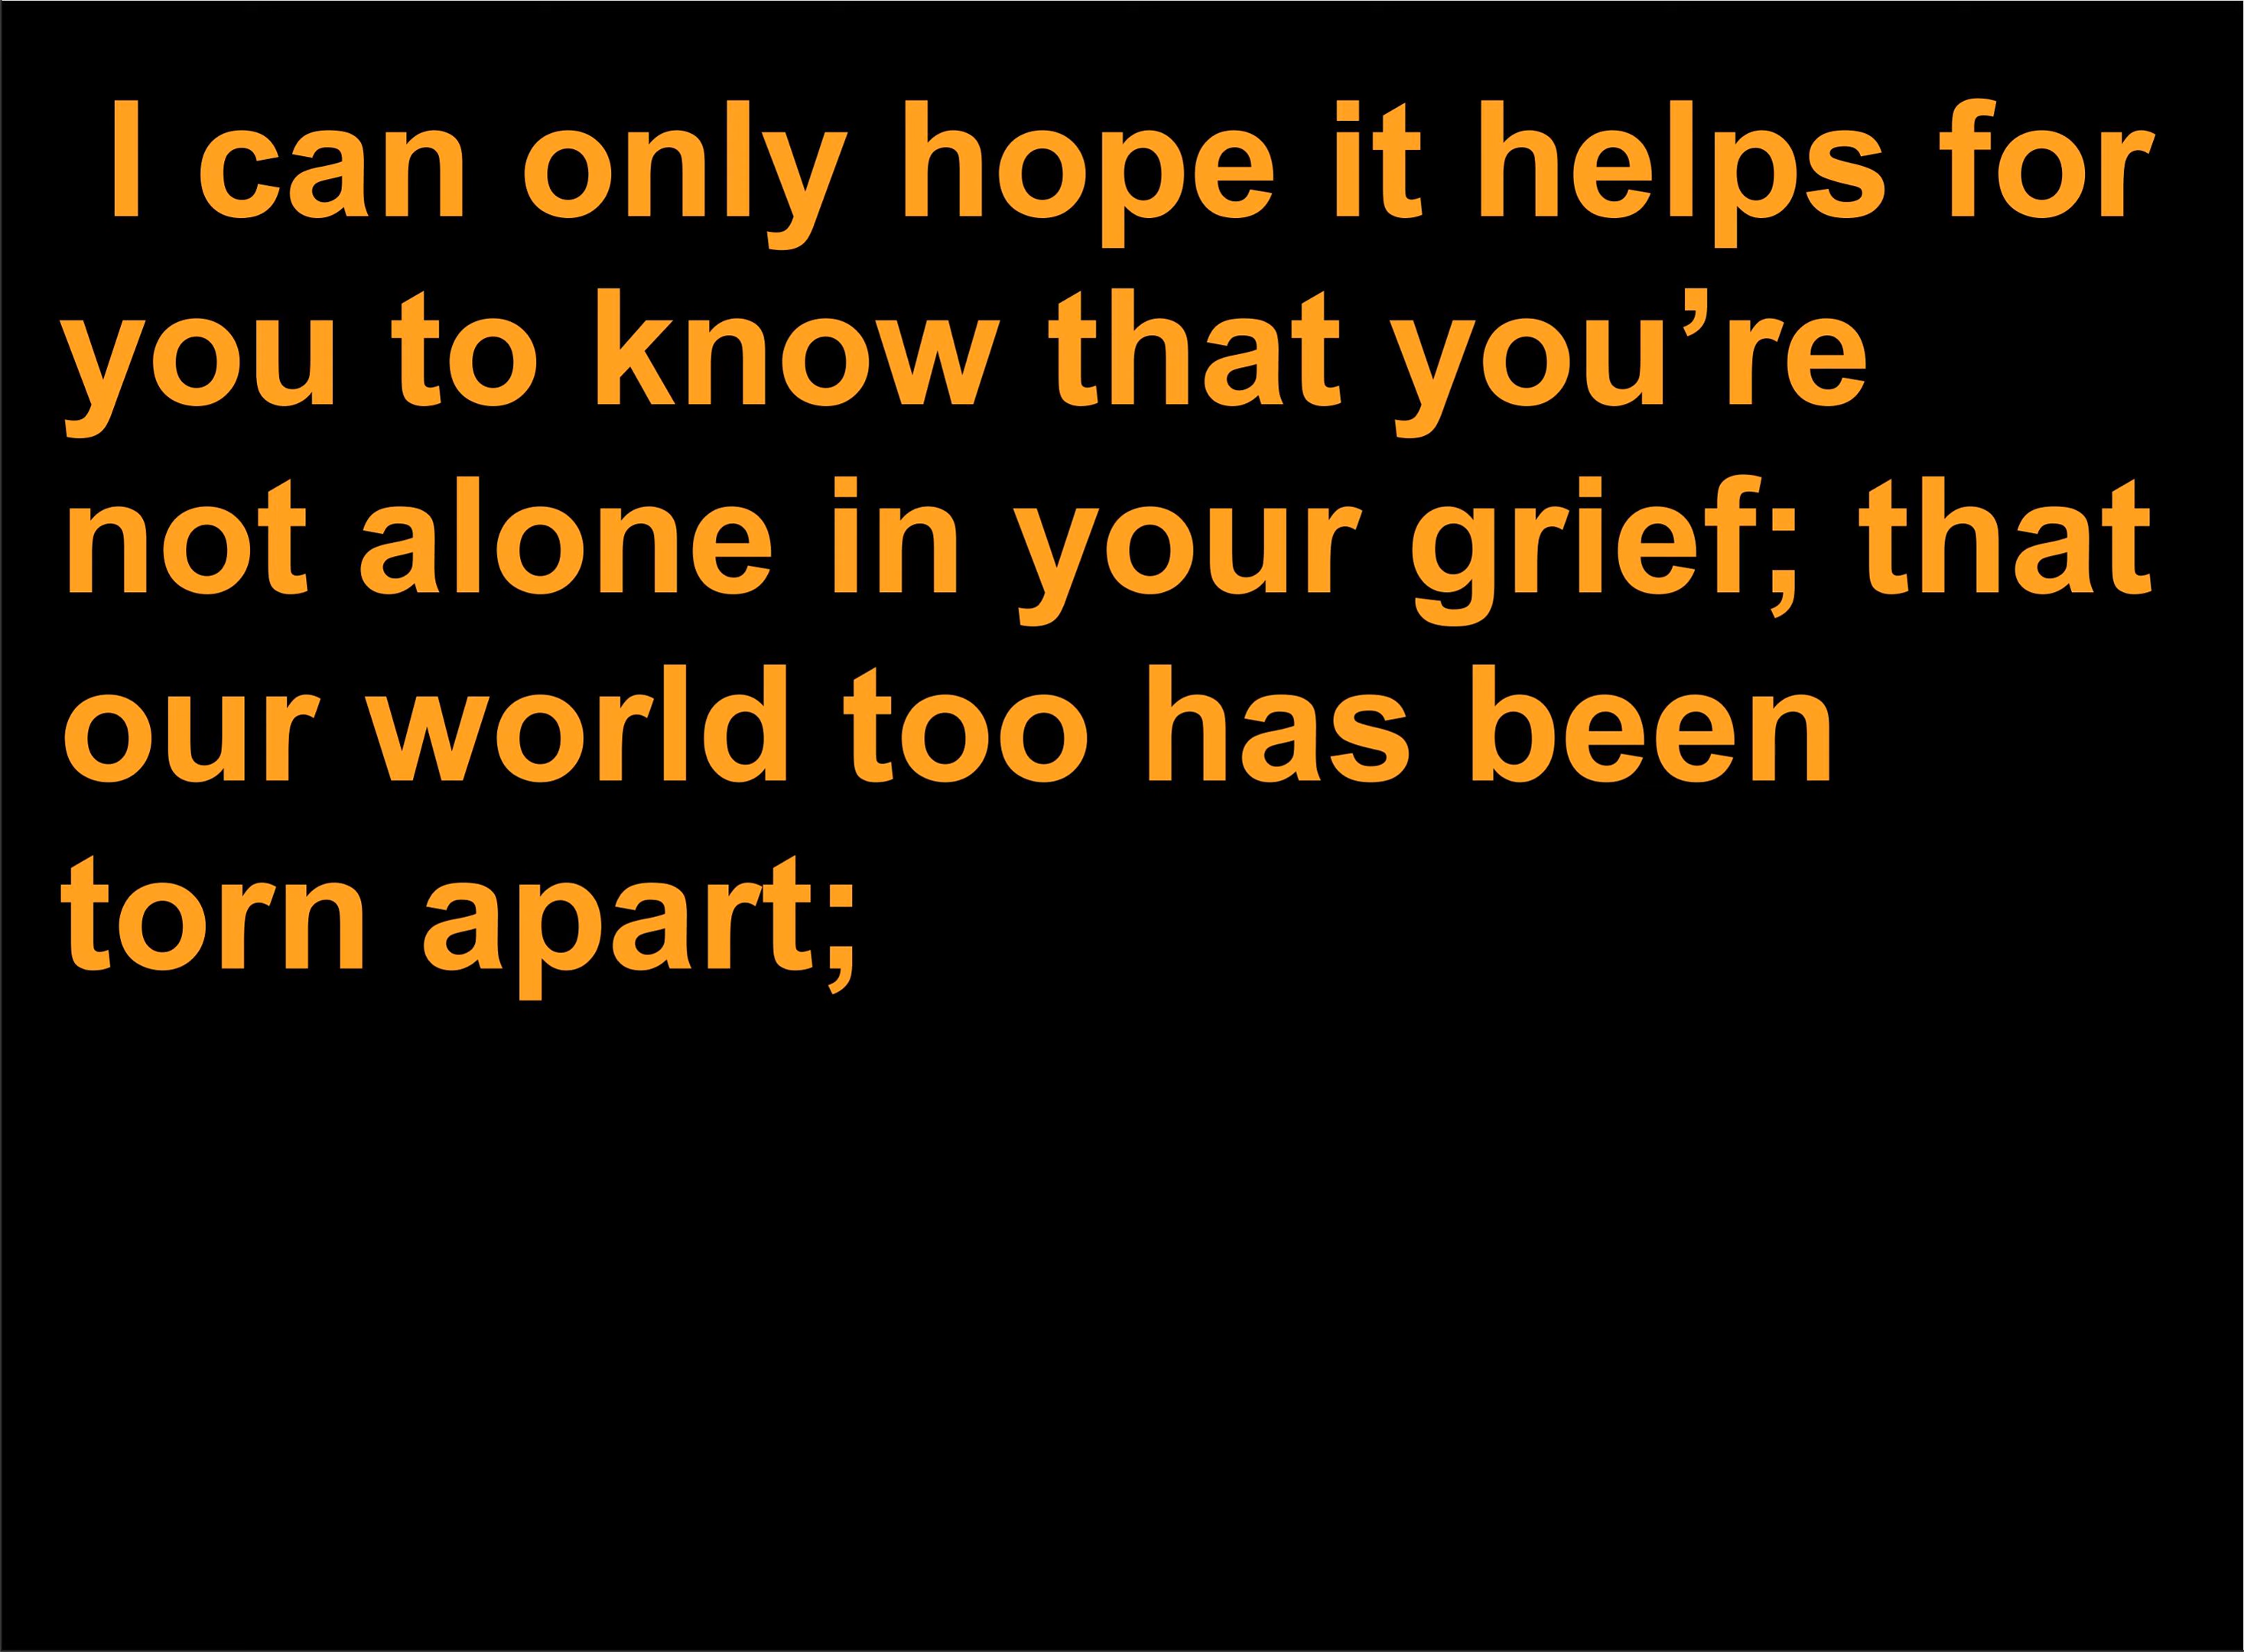 I can only hope it helps for
you to know that you’re
not alone in your grief; that
our world too has been
torn apart;